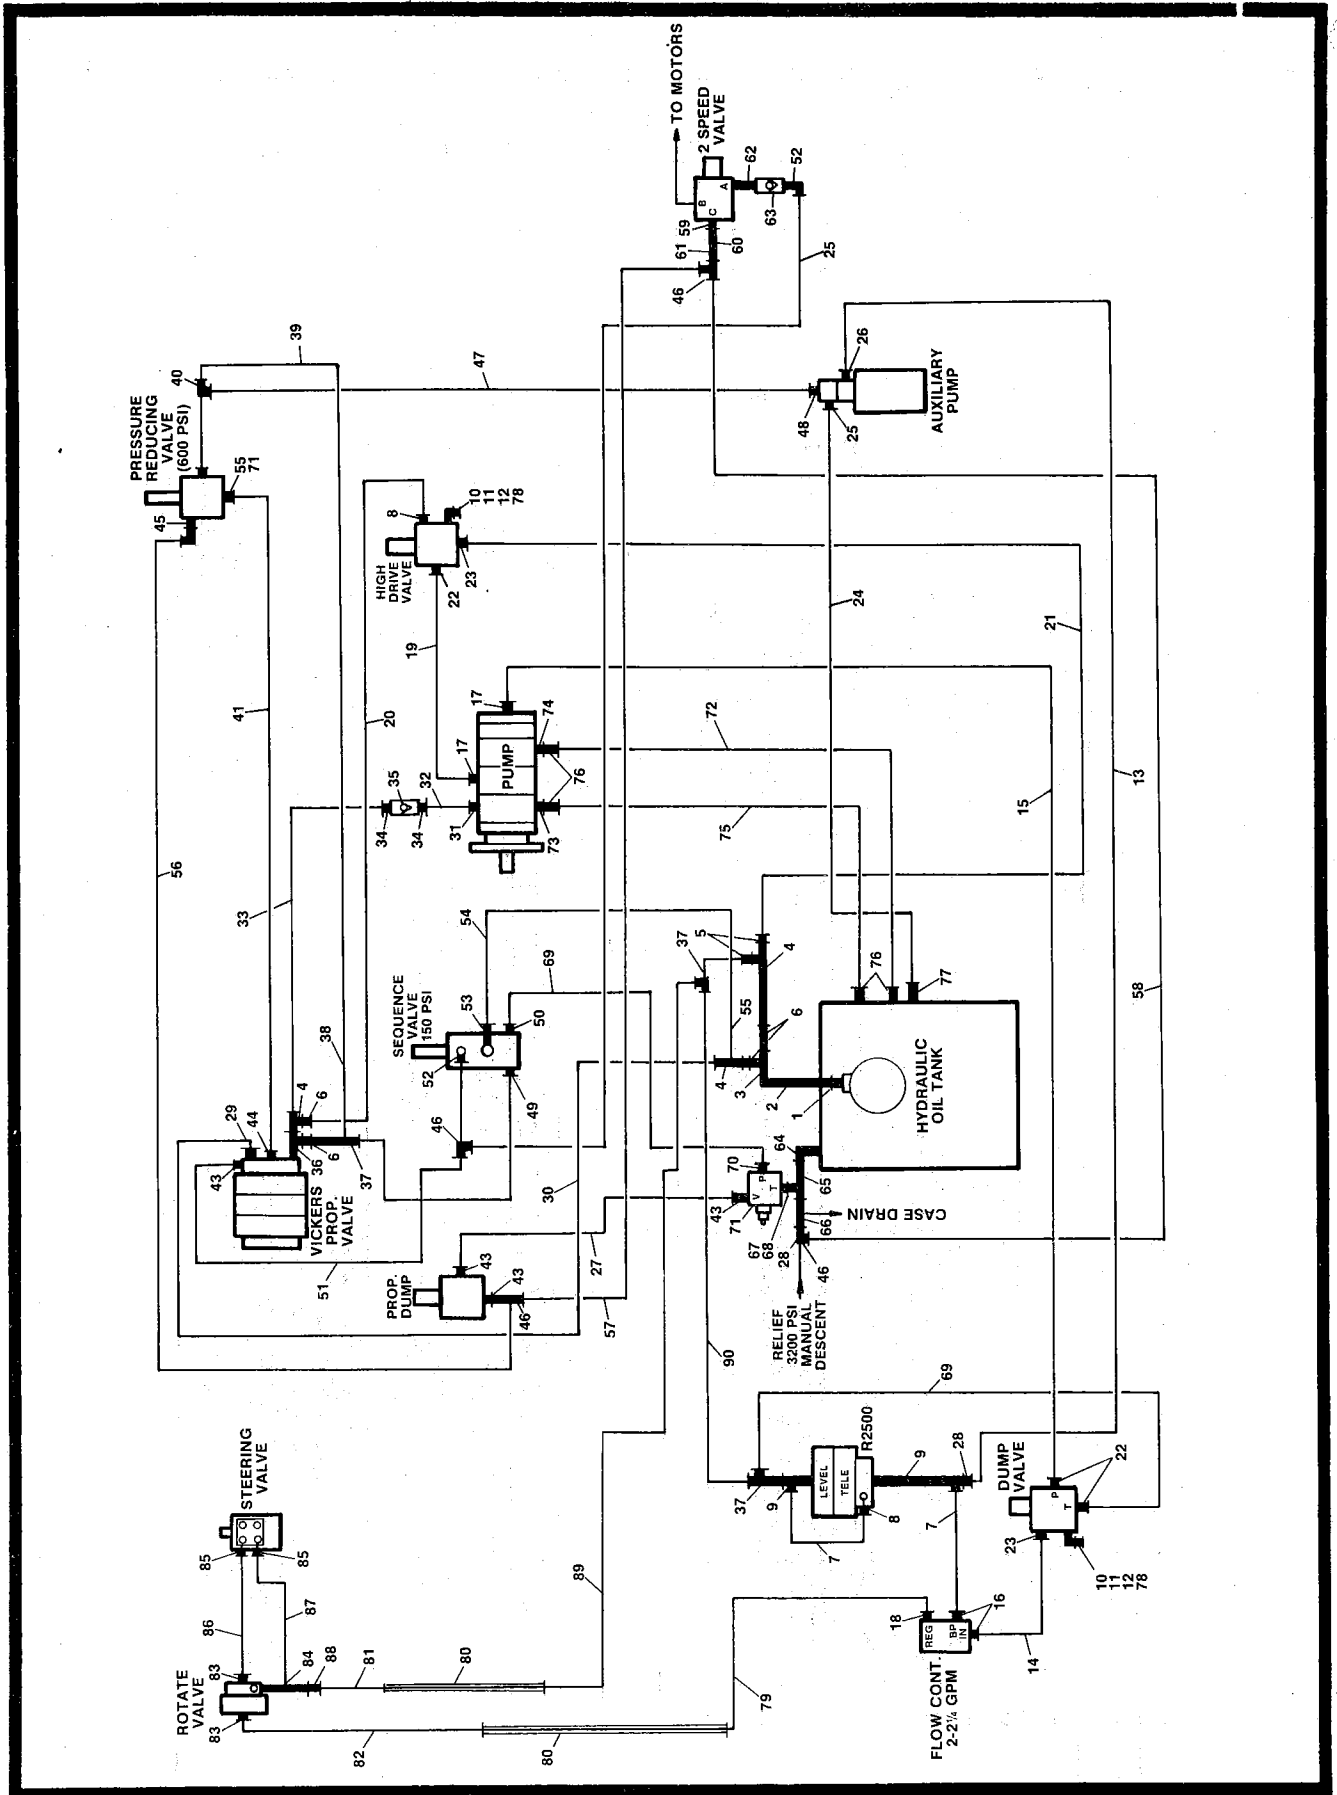 ROTATE
VALVE
83
83
86
87
84
88
81
80
82
80
79
85
85
STEERING
VALVE
89
56
51
43
29
44
VICKERS
PROP.
VALVE
36
4
6
6
37
38
33
41
20
39
PRESSURE
REDUCING
VALVE
(600 PSI)
45
55
71
40
47
PROP.
DUMP
43
43
46
57
27
30
SEQUENCE
VALVE
150 PSI
52
53
50
49
46
54
69
34
35
34
32
31
17
PUMP
17
73
74
76
75
72
19
HIGH
DRIVE
VALVE
22
8
23
10
11
12
78
TO MOTORS
2 SPEED
VALVE
B
C
A
59
60
61
46
62
63
52
25
90
37
5
4
55
6
4
3
2
1
43
V
P
T
70
71
67
68
28
46
64
65
66
CASE DRAIN
RELIEF
3200 PSI
MANUAL
DESCENT
HYDRAULIC
OIL TANK
76
77
24
48
25
26
AUXILIARY
PUMP
21
15
13
58
FLOW CONT.
2-2¼ GPM
REG
BP
IN
18
16
14
37
9
LEVEL
TELE
R2500
8
7
9
28
7
69
DUMP
VALVE
P
T
22
23
10
11
12
78